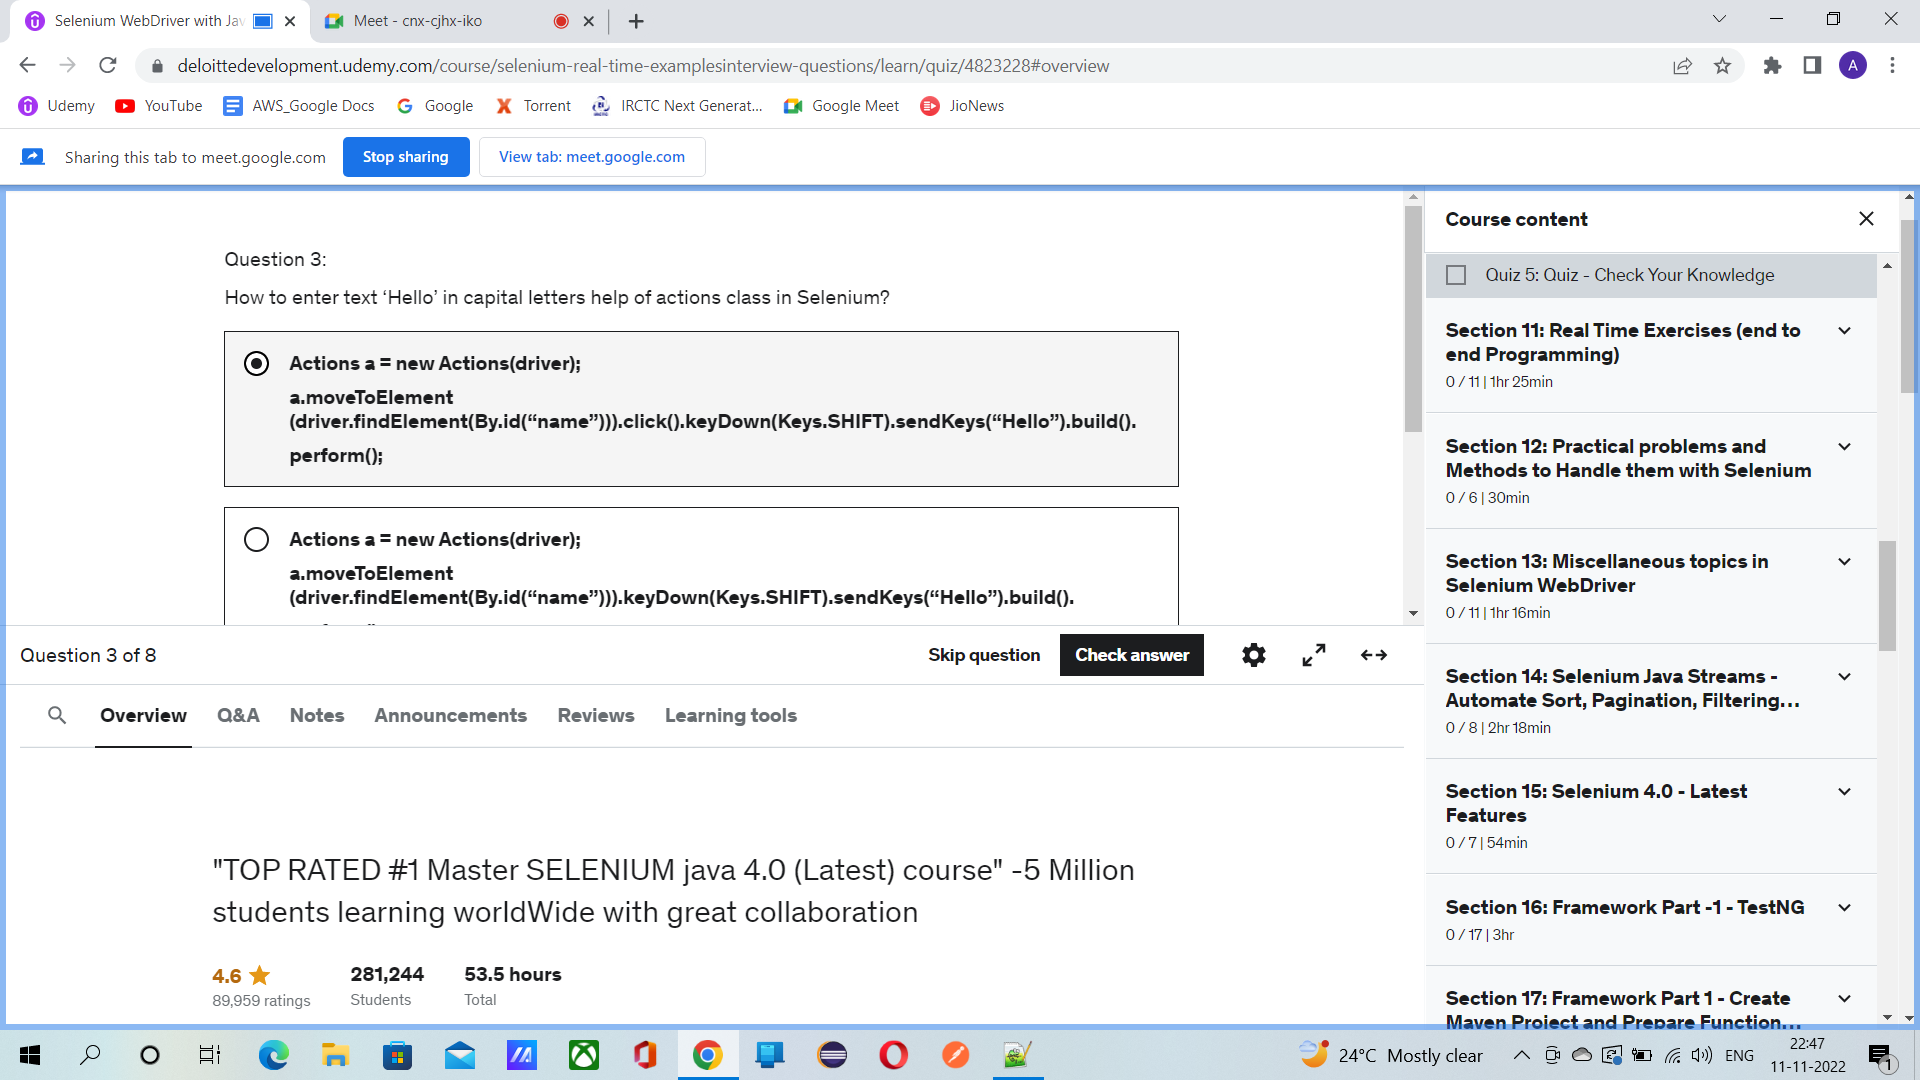 Selenium WebDriver with Jav
Meet - cnx-cjhx-iko
deloittedevelopment.udemy.com/course/selenium-real-time-examplesinterview-questions/learn/quiz/4823228#overview
A
Udemy
YouTube
AWS_Google Docs
Google
Torrent
IRCTC Next Generat...
Google Meet
JioNews
Sharing this tab to meet.google.com
Stop sharing
View tab: meet.google.com
Question 3:
How to enter text ‘Hello’ in capital letters help of actions class in Selenium?
Actions a = new Actions(driver);
a.moveToElement
(driver.findElement(By.id(“name”))).click().keyDown(Keys.SHIFT).sendKeys(“Hello”).build().
perform();
Actions a = new Actions(driver);
a.moveToElement
(driver.findElement(By.id(“name”))).keyDown(Keys.SHIFT).sendKeys(“Hello”).build().
Question 3 of 8
Skip question
Check answer
Overview
Q&A
Notes
Announcements
Reviews
Learning tools
"TOP RATED #1 Master SELENIUM java 4.0 (Latest) course" -5 Million
students learning worldWide with great collaboration
4.6
281,244
53.5 hours
89,959 ratings
Students
Total
Course content
Quiz 5: Quiz - Check Your Knowledge
Section 11: Real Time Exercises (end to
end Programming)
0 / 11 | 1hr 25min
Section 12: Practical problems and
Methods to Handle them with Selenium
0 / 6 | 30min
Section 13: Miscellaneous topics in
Selenium WebDriver
0 / 11 | 1hr 16min
Section 14: Selenium Java Streams -
Automate Sort, Pagination, Filtering...
0 / 8 | 2hr 18min
Section 15: Selenium 4.0 - Latest
Features
0 / 7 | 54min
Section 16: Framework Part -1 - TestNG
0 / 17 | 3hr
Section 17: Framework Part 1 - Create
Maven Project and Prepare Function...
24°C Mostly clear
ENG
22:47
11-11-2022
1